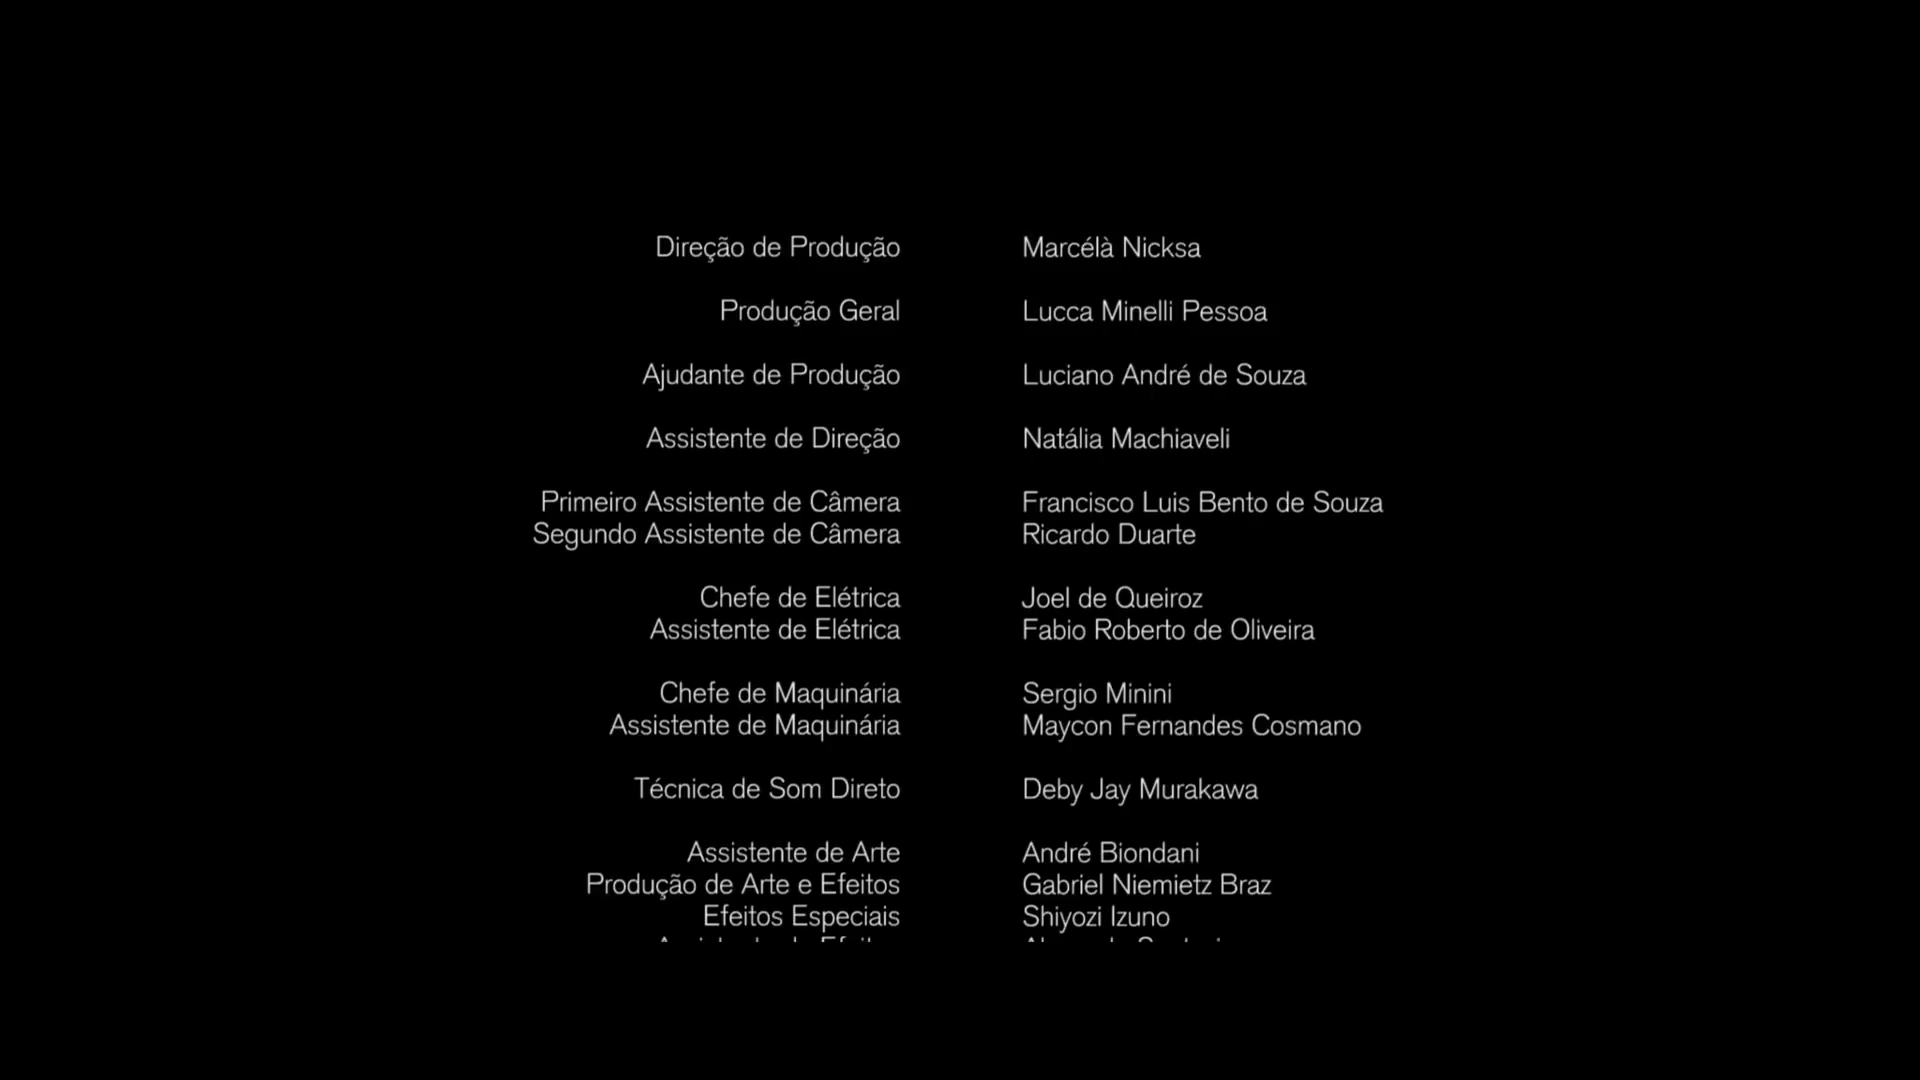 Direção de Produção Marcélà Nicksa
Produção Geral Lucca Minelli Pessoa
Ajudante de Produção Luciano André de Souza
Assistente de Direção Natália Machiaveli
Primeiro Assistente de Câmera Francisco Luis Bento de Souza
Segundo Assistente de Câmera Ricardo Duarte
Chefe de Elétrica Joel de Queiroz
Assistente de Elétrica Fabio Roberto de Oliveira
Chefe de Maquinária Sergio Minini
Assistente de Maquinária Maycon Fernandes Cosmano
Técnica de Som Direto Deby Jay Murakawa
Assistente de Arte André Biondani
Produção de Arte e Efeitos Gabriel Niemietz Braz
Efeitos Especiais Shiyozi Izuno